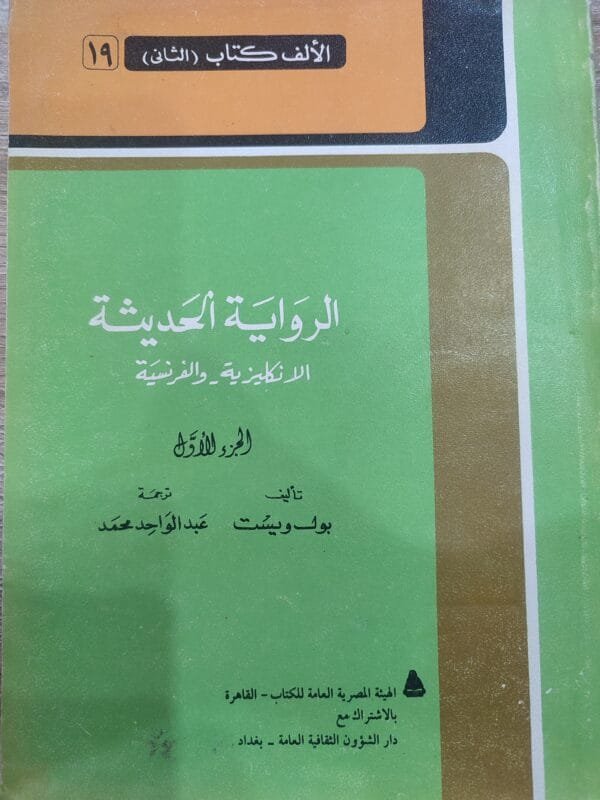 الألف كتاب (الثانى) ١٩
الرواية الحديثة
الانكليزية - والفرنسية
الجزء الأول
تأليف ترجمة
بول ويست عبد الواحد محمد
الهيئة المصرية العامة للكتاب - القاهرة
بالاشتراك مع
دار الشؤون الثقافية العامة - بغداد